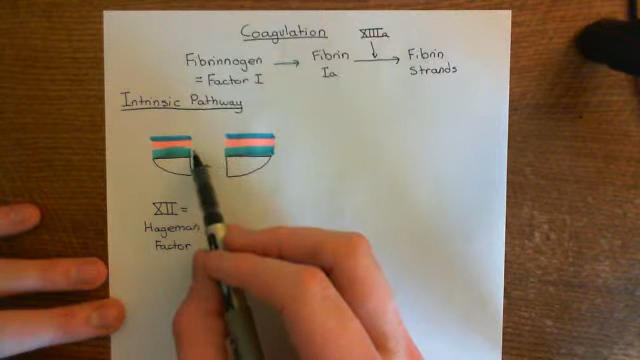 Coagulation
XIIIa
Fibrinnogen → Fibrin → Fibrin
= Factor I Ia Strands
Intrinsic Pathway
XII =
Hageman
Factor